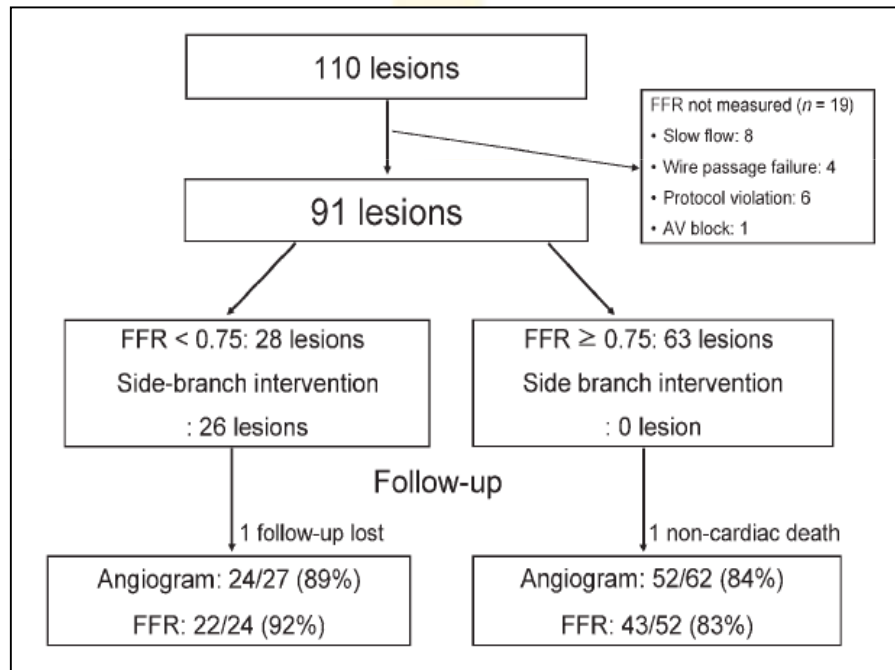 110 lesions
FFR not measured (n = 19)
• Slow flow: 8
• Wire passage failure: 4
• Protocol violation: 6
• AV block: 1
91 lesions
FFR < 0.75: 28 lesions
Side-branch intervention
: 26 lesions
FFR ≥ 0.75: 63 lesions
Side branch intervention
: 0 lesion
Follow-up
1 follow-up lost
1 non-cardiac death
Angiogram: 24/27 (89%)
FFR: 22/24 (92%)
Angiogram: 52/62 (84%)
FFR: 43/52 (83%)